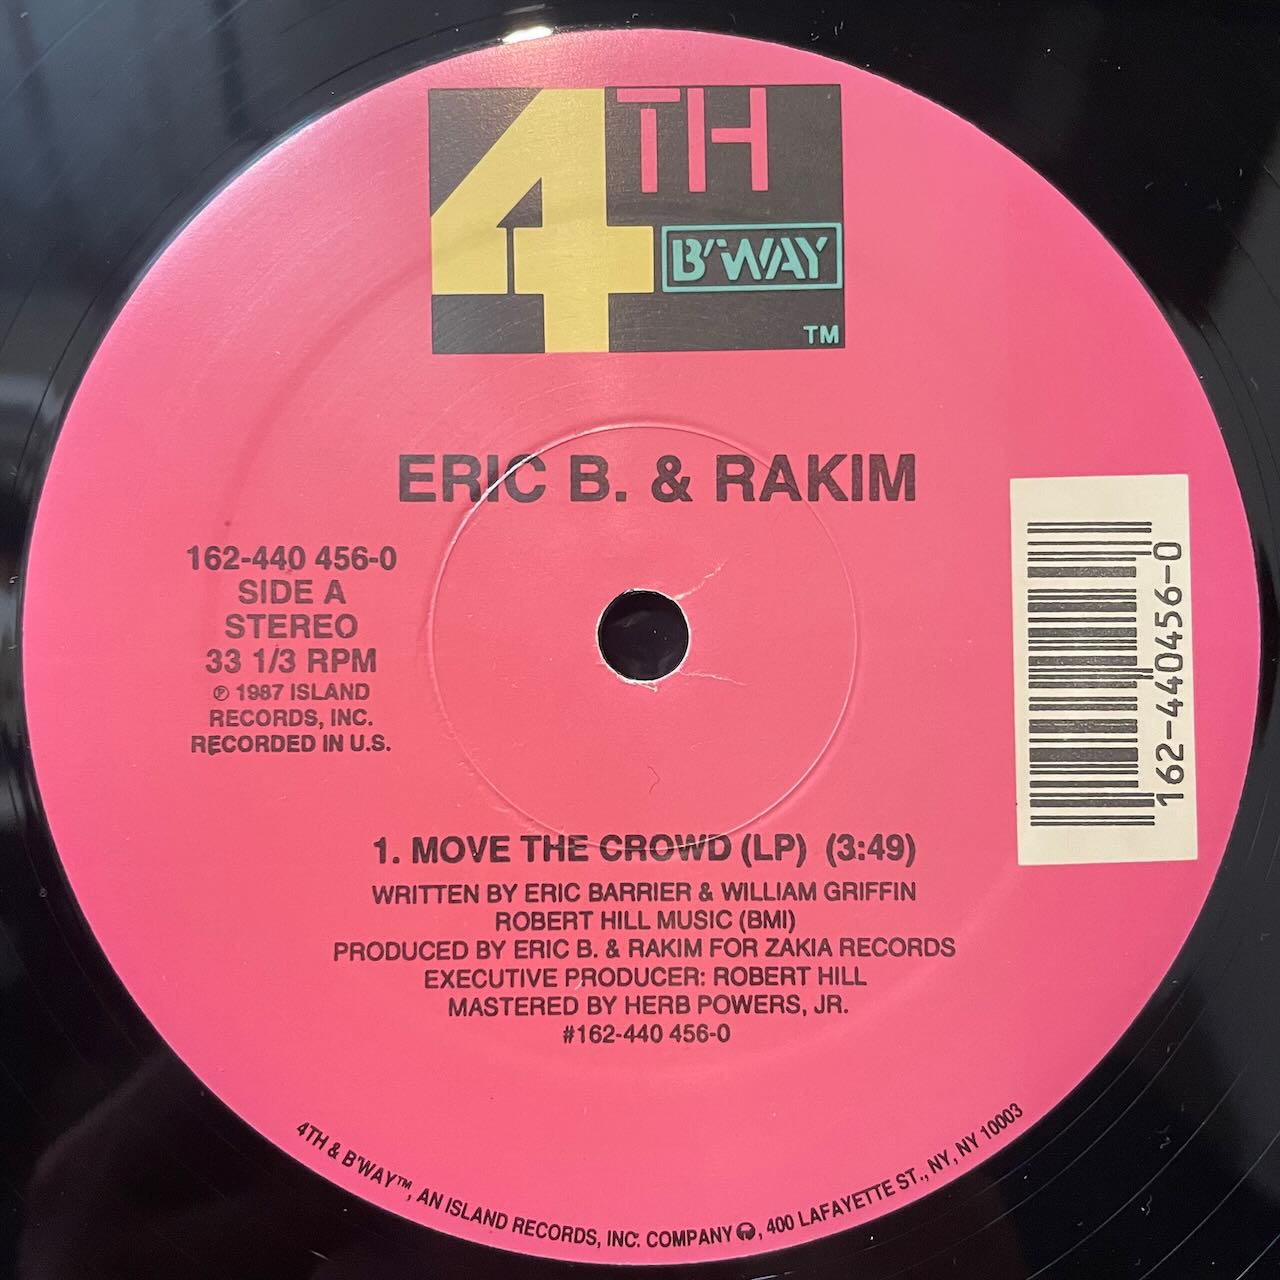 4TH
B'WAY
TM
ERIC B. & RAKIM
162-440 456-0
SIDE A
STEREO
33 1/3 RPM
℗ 1987 ISLAND
RECORDS, INC.
RECORDED IN U.S.
162-440456-0
1. MOVE THE CROWD (LP) (3:49)
WRITTEN BY ERIC BARRIER & WILLIAM GRIFFIN
ROBERT HILL MUSIC (BMI)
PRODUCED BY ERIC B. & RAKIM FOR ZAKIA RECORDS
EXECUTIVE PRODUCER: ROBERT HILL
MASTERED BY HERB POWERS, JR.
#162-440 456-0
4TH & B'WAY™, AN ISLAND RECORDS, INC. COMPANY, 400 LAFAYETTE ST., NY, NY 10003